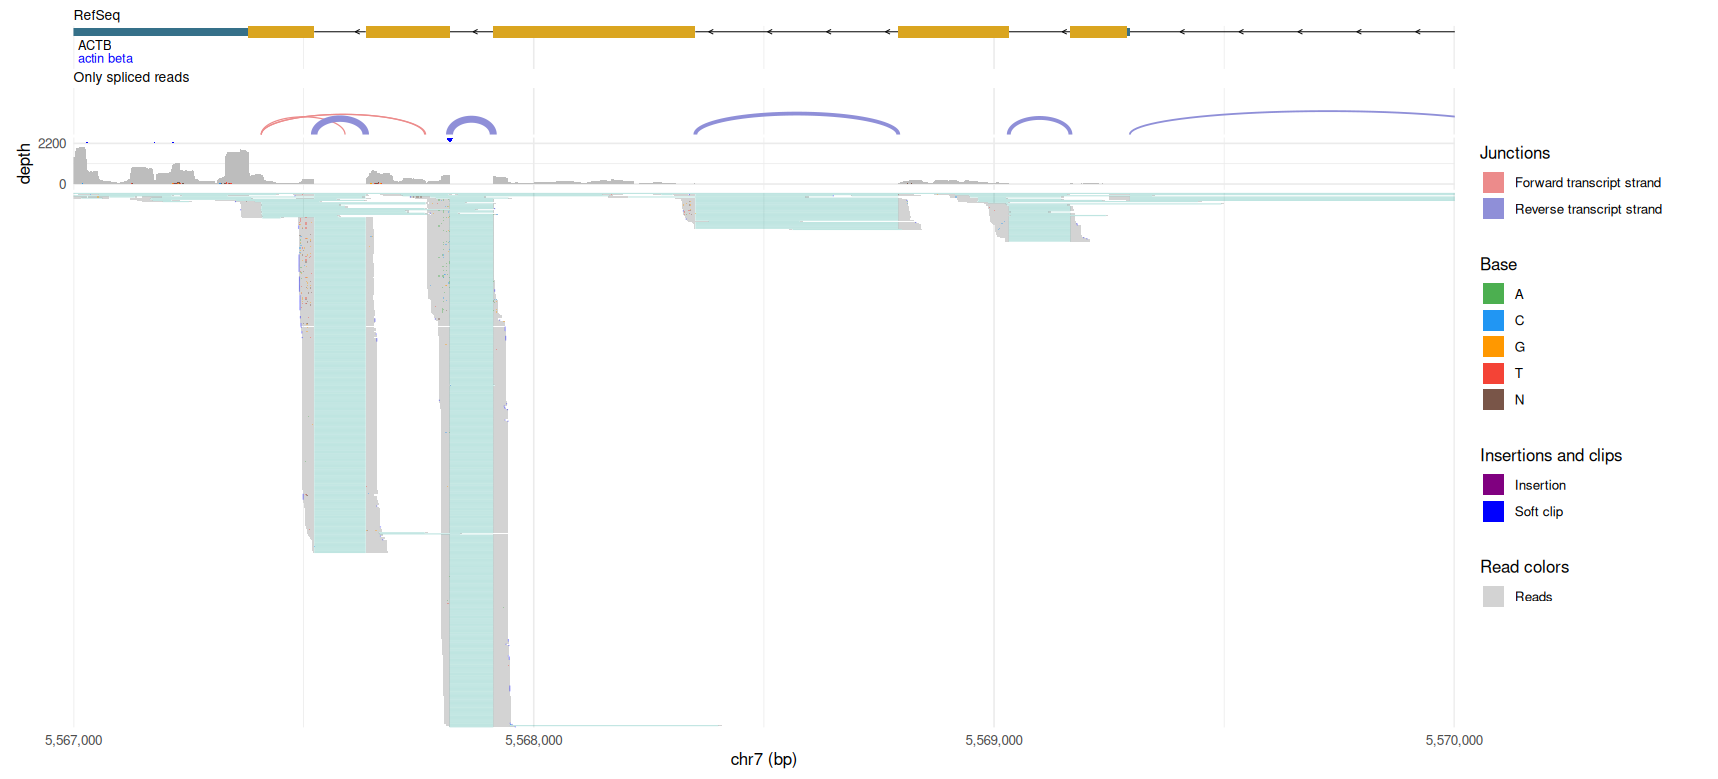 RefSeq
ACTB
actin beta
Only spliced reads
2200
0
depth
5,567,000
5,568,000
5,569,000
5,570,000
chr7 (bp)
Junctions
Forward transcript strand
Reverse transcript strand
Base
A
C
G
T
N
Insertions and clips
Insertion
Soft clip
Read colors
Reads